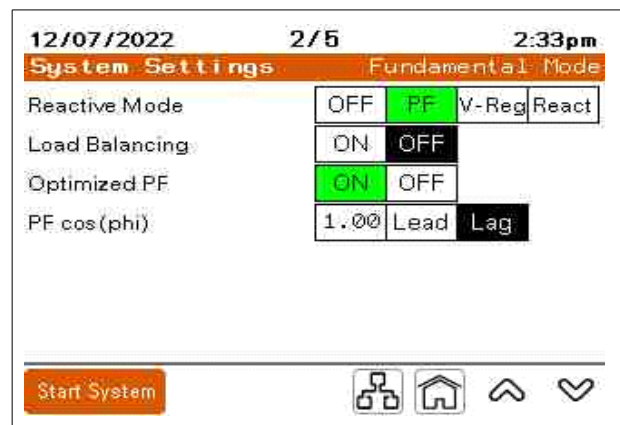 12/07/2022 2/5 2:33pm
System Settings Fundamental Mode
Reactive Mode OFF PF V-Reg React
Load Balancing ON OFF
Optimized PF ON OFF
PF cos(phi) 1.00 Lead Lag
Start System